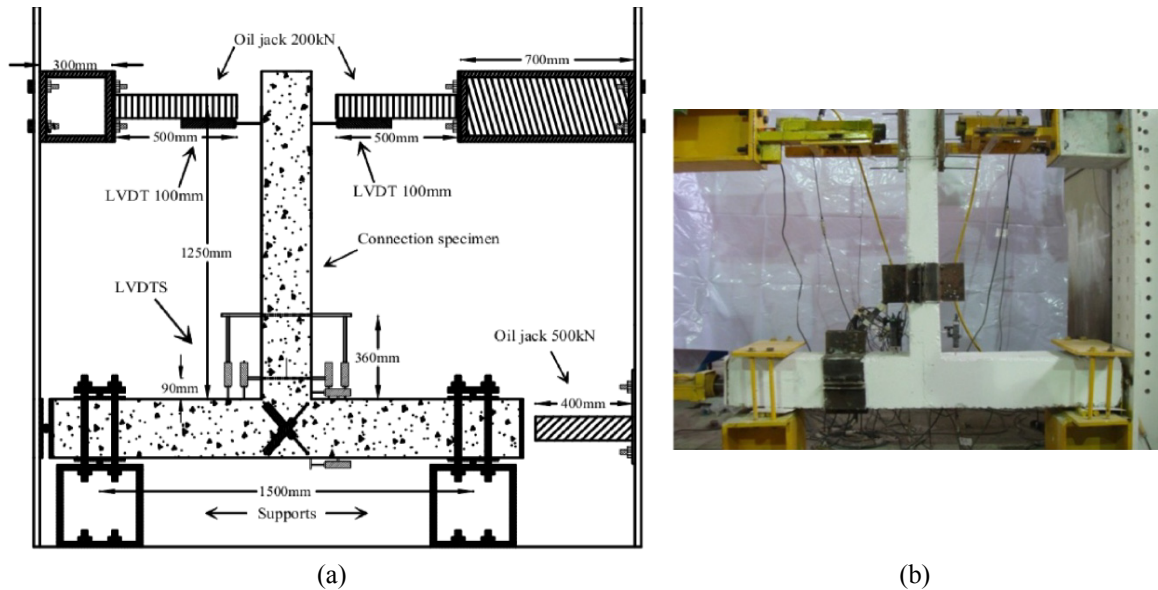 Oil jack 200kN
300mm
700mm
500mm
500mm
LVDT 100mm
LVDT 100mm
1250mm
Connection specimen
LVDTS
Oil jack 500kN
360mm
90mm
400mm
1500mm
Supports
(a)
(b)